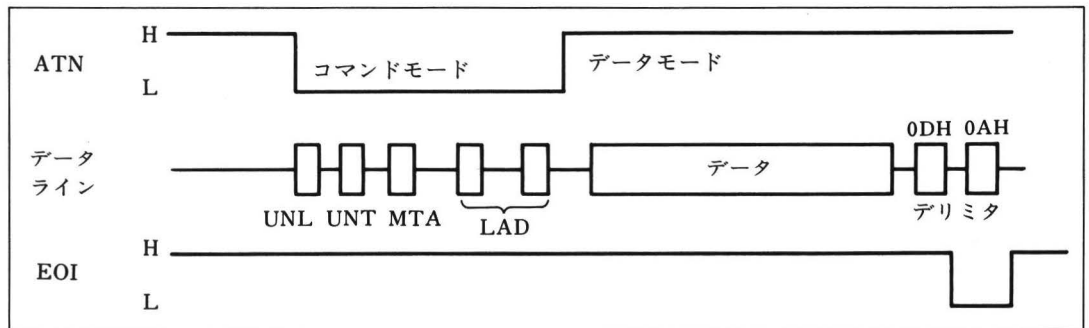 H
ATN
コマンドモード
データモード
L
0DH 0AH
データ
ライン
データ
デリミタ
UNL UNT MTA
LAD
H
EOI
L